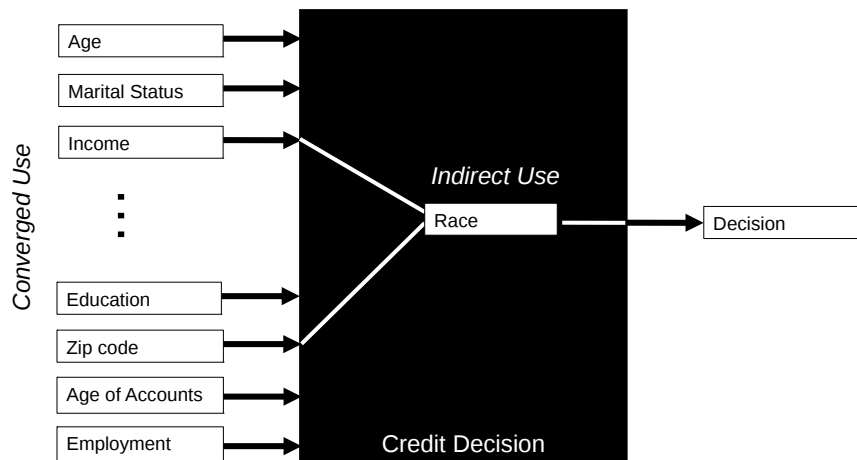 Converged Use
Age
Marital Status
Income
Education
Zip code
Age of Accounts
Employment
Indirect Use
Race
Credit Decision
Decision